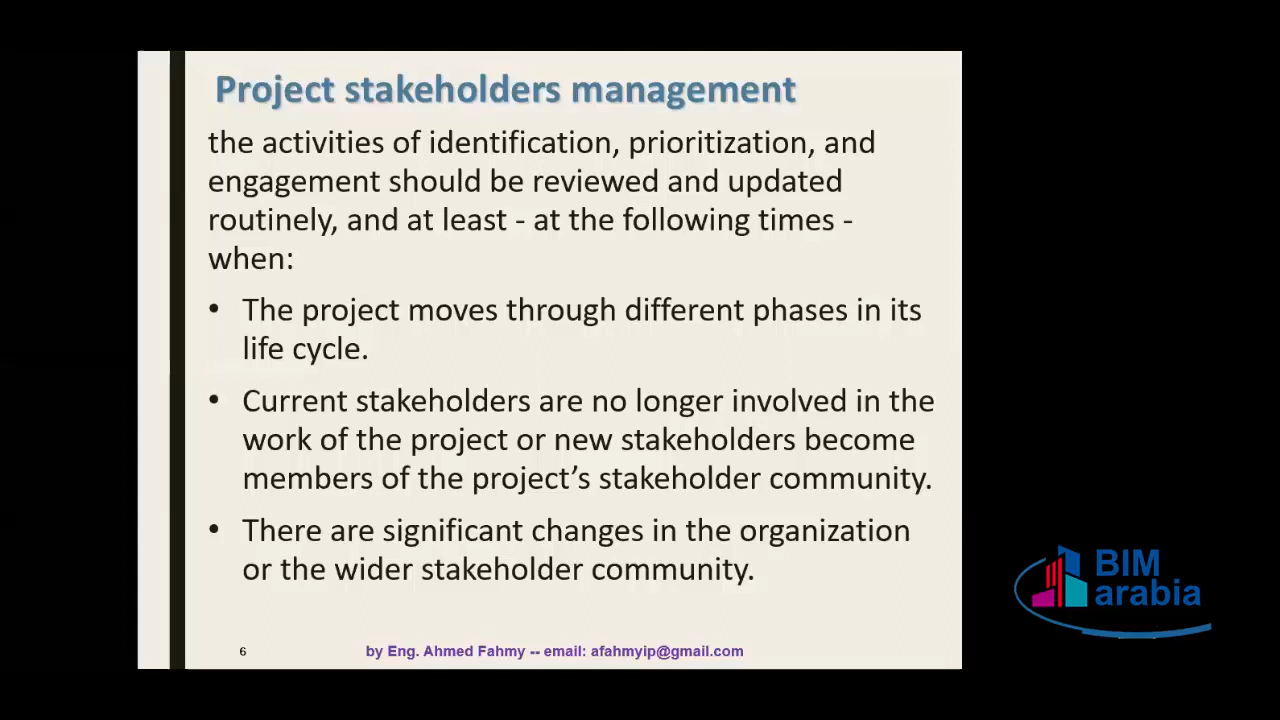 Project stakeholders management
the activities of identification, prioritization, and
engagement should be reviewed and updated
routinely, and at least - at the following times -
when:
• The project moves through different phases in its
life cycle.
• Current stakeholders are no longer involved in the
work of the project or new stakeholders become
members of the project’s stakeholder community.
• There are significant changes in the organization
or the wider stakeholder community.
6
by Eng. Ahmed Fahmy -- email: afahmyip@gmail.com
BIM
arabia